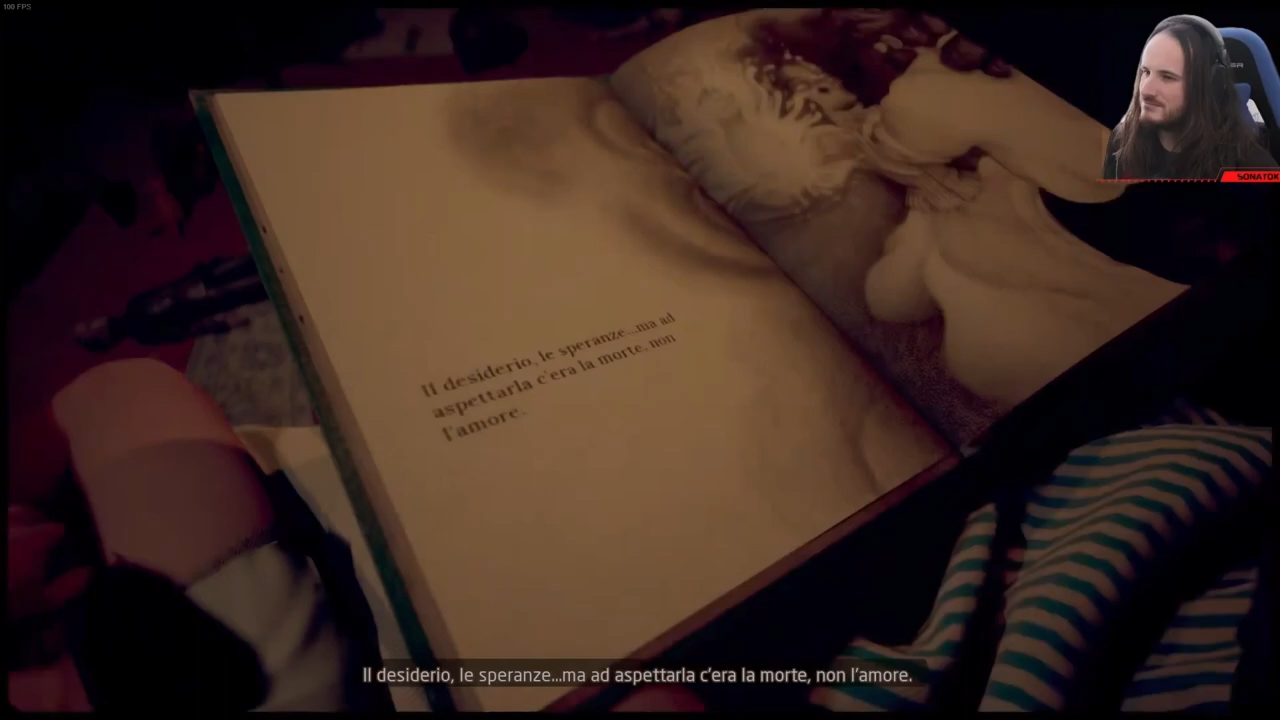 100 FPS
SONATOK
Il desiderio, le speranze...ma ad
aspettarla c'era la morte, non
l'amore.
Il desiderio, le speranze...ma ad aspettarla c'era la morte, non l'amore.